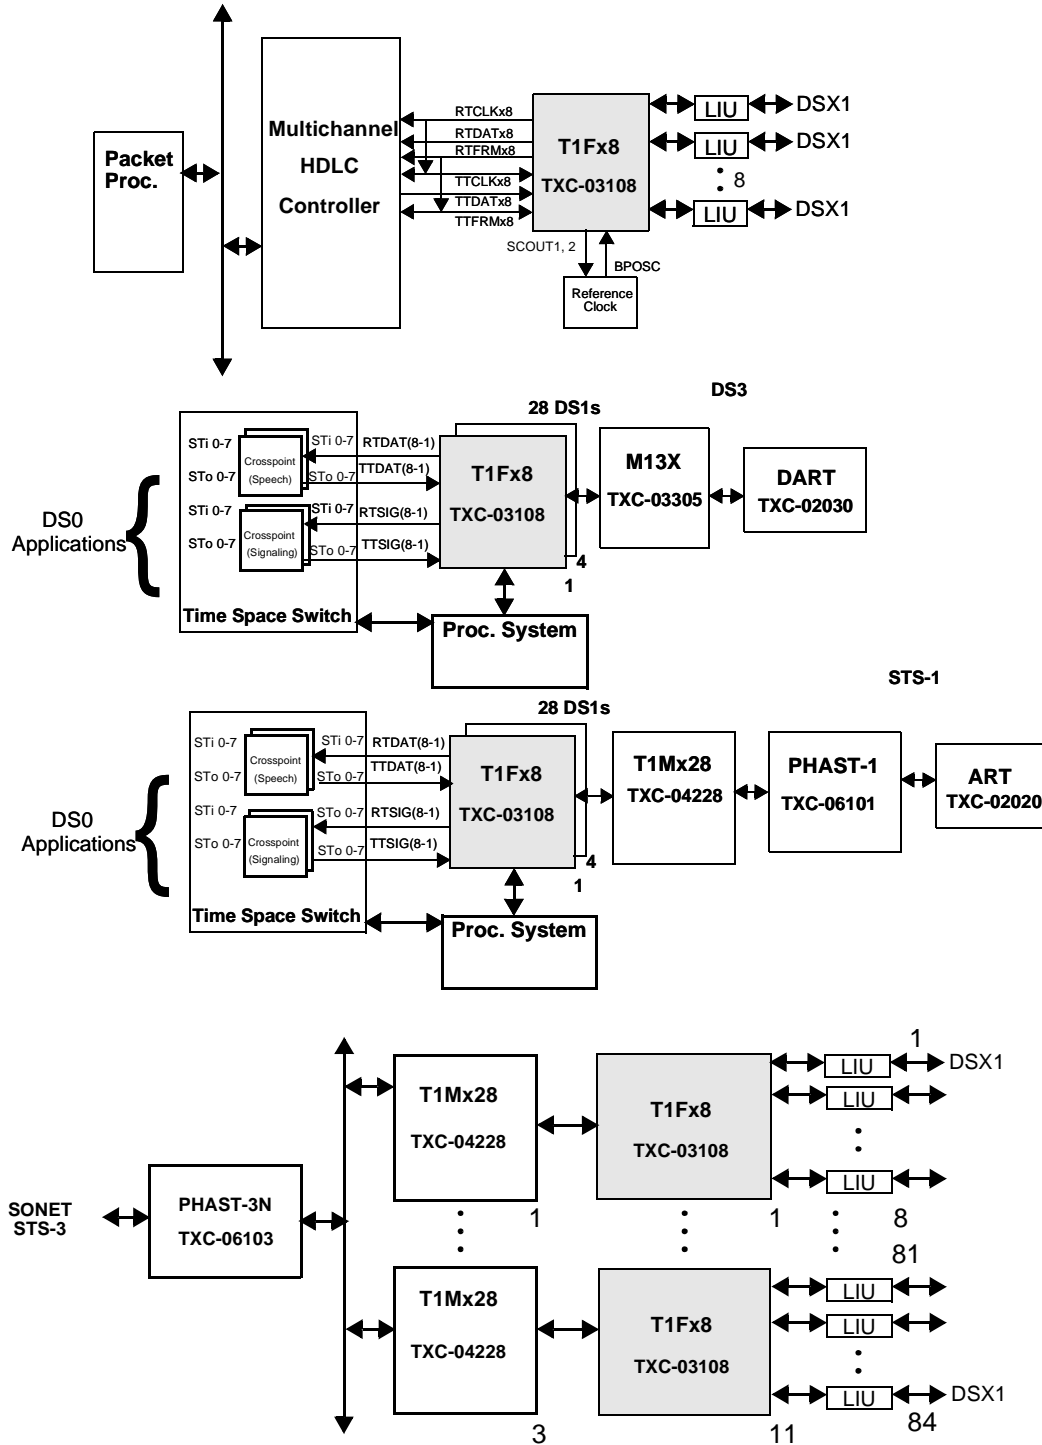 Packet
Proc.
Multichannel
HDLC
Controller
RTCLKx8
RTDATx8
RTFRMx8
TTCLKx8
TTDATx8
TTFRMx8
T1Fx8
TXC-03108
LIU
DSX1
LIU
DSX1
8
LIU
DSX1
SCOUT1, 2
BPOSC
Reference
Clock
DS3
28 DS1s
STi 0-7
STi 0-7
RTDAT(8-1)
Crosspoint
(Speech)
STo 0-7
STo 0-7
TTDAT(8-1)
STi 0-7
STi 0-7
RTSIG(8-1)
Crosspoint
(Signaling)
STo 0-7
STo 0-7
TTSIG(8-1)
DS0
Applications
Time Space Switch
T1Fx8
TXC-03108
4
1
M13X
TXC-03305
DART
TXC-02030
Proc. System
STS-1
28 DS1s
STi 0-7
STi 0-7
RTDAT(8-1)
Crosspoint
(Speech)
STo 0-7
STo 0-7
TTDAT(8-1)
STi 0-7
STo 0-7
RTSIG(8-1)
Crosspoint
(Signaling)
STo 0-7
STo 0-7
TTSIG(8-1)
DS0
Applications
Time Space Switch
T1Fx8
TXC-03108
4
1
T1Mx28
TXC-04228
PHAST-1
TXC-06101
ART
TXC-02020
Proc. System
SONET
STS-3
PHAST-3N
TXC-06103
T1Mx28
TXC-04228
1
T1Fx8
TXC-03108
1
1
LIU
DSX1
LIU
LIU
8
81
T1Mx28
TXC-04228
3
T1Fx8
TXC-03108
11
LIU
LIU
LIU
DSX1
84